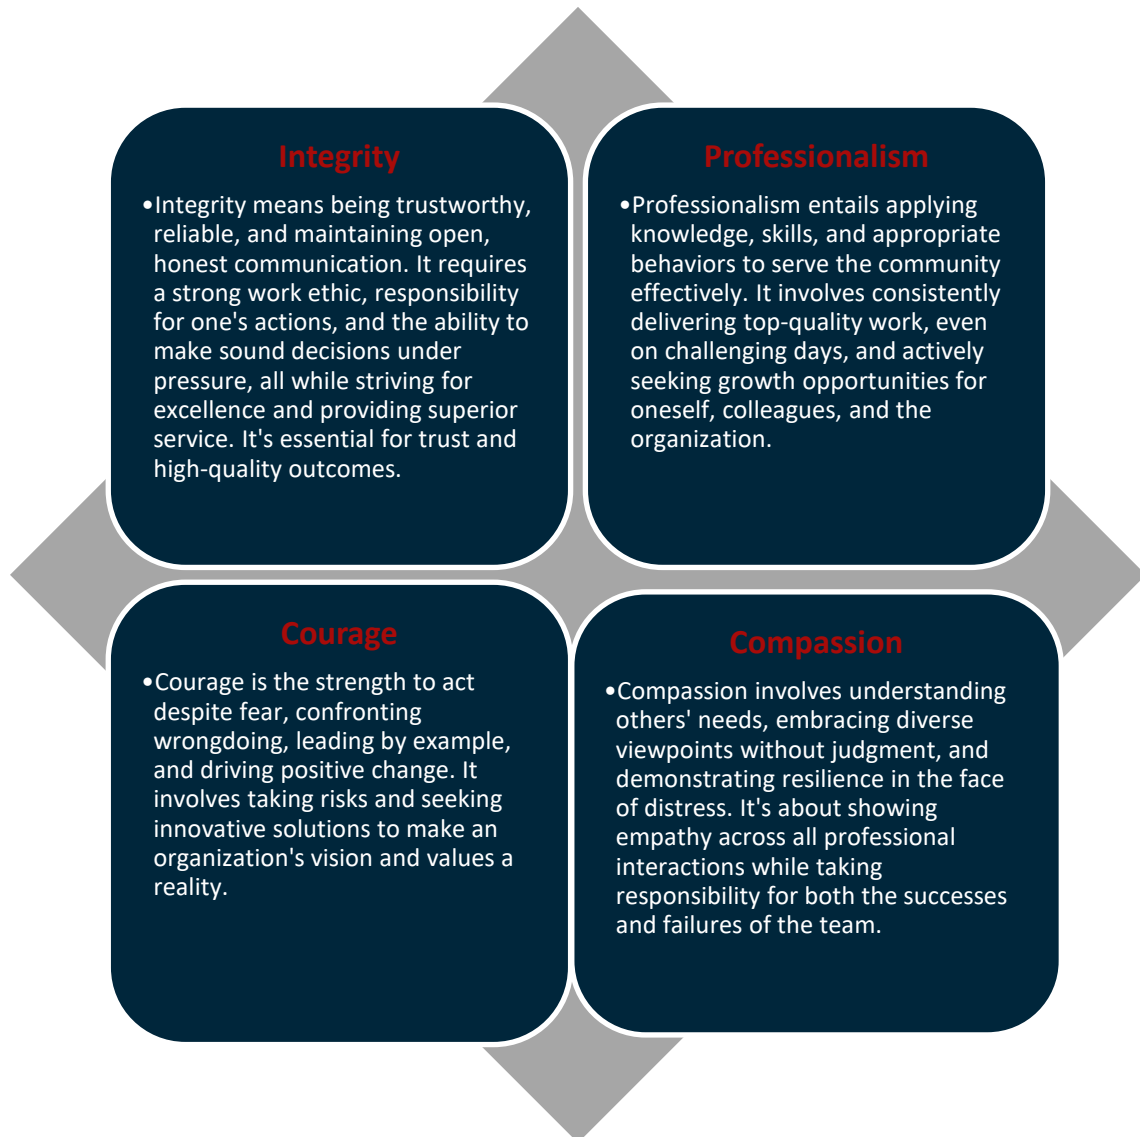 Integrity
•Integrity means being trustworthy,
reliable, and maintaining open,
honest communication. It requires
a strong work ethic, responsibility
for one's actions, and the ability to
make sound decisions under
pressure, all while striving for
excellence and providing superior
service. It's essential for trust and
high-quality outcomes.
Professionalism
•Professionalism entails applying
knowledge, skills, and appropriate
behaviors to serve the community
effectively. It involves consistently
delivering top-quality work, even
on challenging days, and actively
seeking growth opportunities for
oneself, colleagues, and the
organization.
Courage
•Courage is the strength to act
despite fear, confronting
wrongdoing, leading by example,
and driving positive change. It
involves taking risks and seeking
innovative solutions to make an
organization's vision and values a
reality.
Compassion
•Compassion involves understanding
others' needs, embracing diverse
viewpoints without judgment, and
demonstrating resilience in the face
of distress. It's about showing
empathy across all professional
interactions while taking
responsibility for both the successes
and failures of the team.